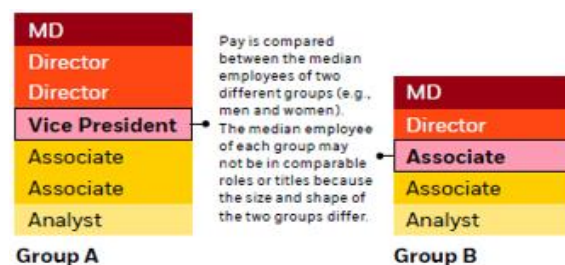 MD
Director
Director
Vice President
Associate
Associate
Analyst
Group A
Pay is compared
between the median
employees of two
different groups (e.g.,
men and women).
The median employee
of each group may
not be in comparable
roles or titles because
the size and shape of
the two groups differ.
MD
Director
Associate
Associate
Analyst
Group B